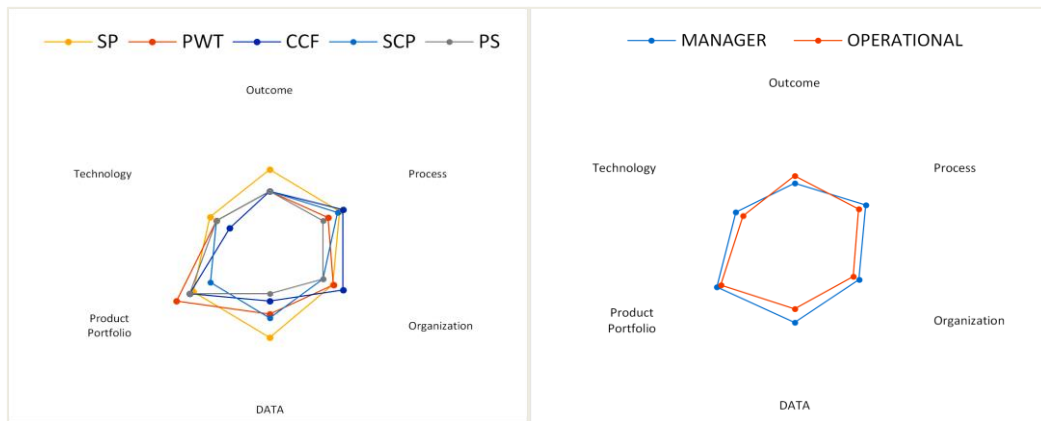 SP PWT CCF SCP PS
Outcome
Technology
Process
Product
Portfolio
Organization
DATA
MANAGER OPERATIONAL
Outcome
Technology
Process
Product
Portfolio
Organization
DATA